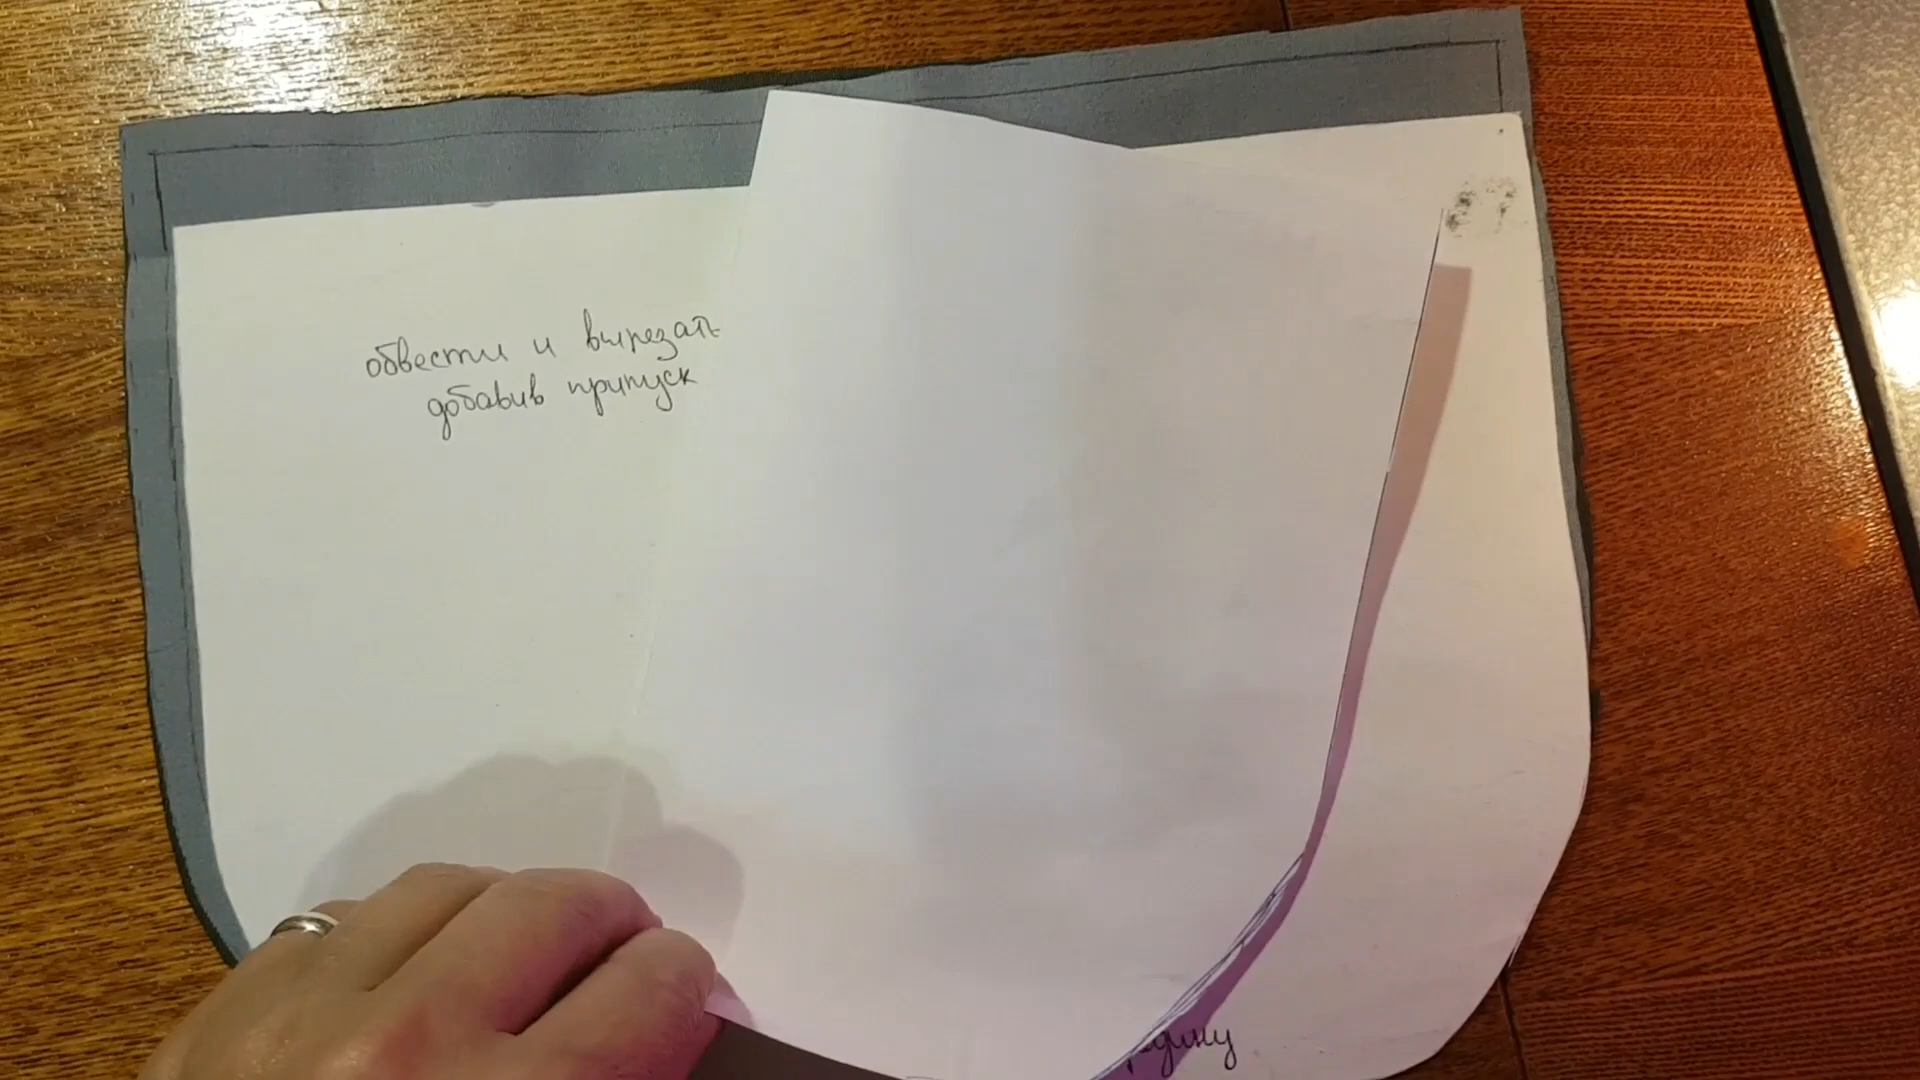 обвести и вырезать
добавив припуск